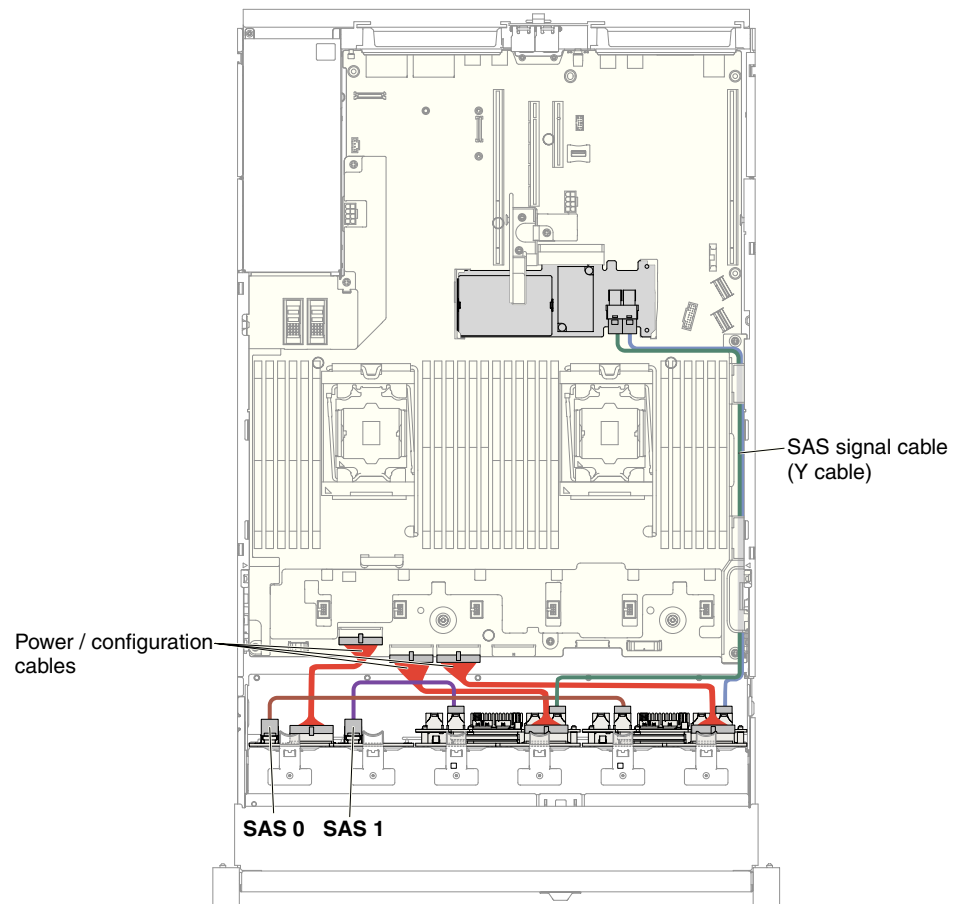 SAS signal cable
(Y cable)
Power / configuration
cables
SAS 0
SAS 1